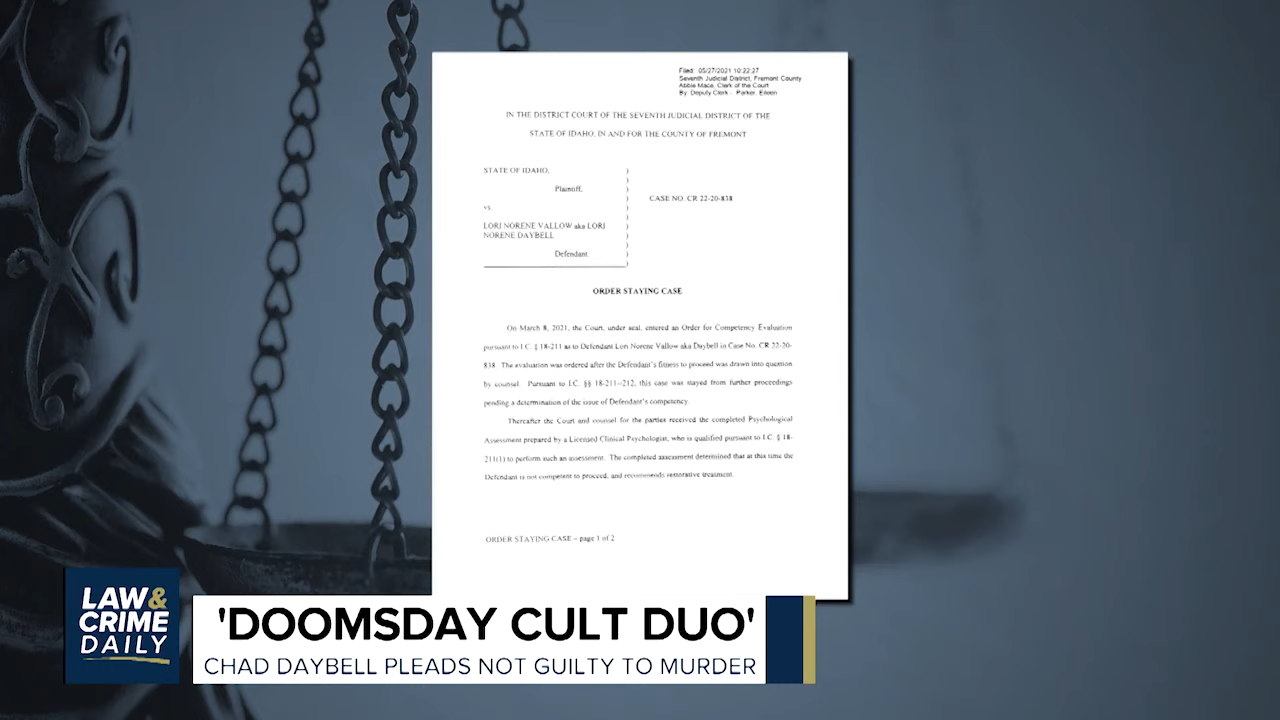 Filed: 05/27/2021 10:22:27
Seventh Judicial District, Fremont County
Abbie Mace, Clerk of the Court
By: Deputy Clerk - Parker, Eileen
IN THE DISTRICT COURT OF THE SEVENTH JUDICIAL DISTRICT OF THE
STATE OF IDAHO, IN AND FOR THE COUNTY OF FREMONT
STATE OF IDAHO,
Plaintiff,
CASE NO. CR 22-20-838
vs.
LORI NORENE VALLOW aka LORI
NORENE DAYBELL
Defendant.
ORDER STAYING CASE
On March 8, 2021, the Court, under seal, entered an Order for Competency Evaluation
pursuant to I.C. § 18-211 as to Defendant Lori Norene Vallow aka Daybell in Case No. CR 22-20-
838. The evaluation was ordered after the Defendant's fitness to proceed was drawn into question
by counsel. Pursuant to I.C. §§ 18-211–212, this case was stayed from further proceedings
pending a determination of the issue of Defendant's competency.
Thereafter the Court and counsel for the parties received the completed Psychological
Assessment prepared by a Licensed Clinical Psychologist, who is qualified pursuant to I.C. § 18-
211(1) to perform such an assessment. The completed assessment determined that at this time the
Defendant is not competent to proceed, and recommends restorative treatment.
ORDER STAYING CASE – page 1 of 2
LAW&
CRIME
DAILY
'DOOMSDAY CULT DUO'
CHAD DAYBELL PLEADS NOT GUILTY TO MURDER